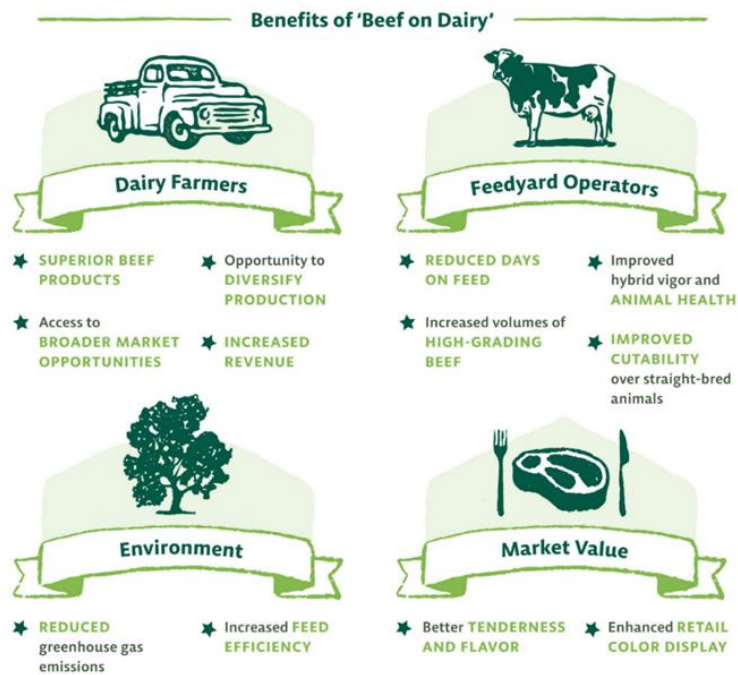 Benefits of 'Beef on Dairy'
Dairy Farmers
SUPERIOR BEEF
PRODUCTS
Access to
BROADER MARKET
OPPORTUNITIES
Opportunity to
DIVERSIFY
PRODUCTION
INCREASED
REVENUE
Feedyard Operators
REDUCED DAYS
ON FEED
Increased volumes of
HIGH-GRADING
BEEF
Improved
hybrid vigor and
ANIMAL HEALTH
IMPROVED
CUTABILITY
over straight-bred
animals
Environment
REDUCED
greenhouse gas
emissions
Increased FEED
EFFICIENCY
Market Value
Better TENDERNESS
AND FLAVOR
Enhanced RETAIL
COLOR DISPLAY